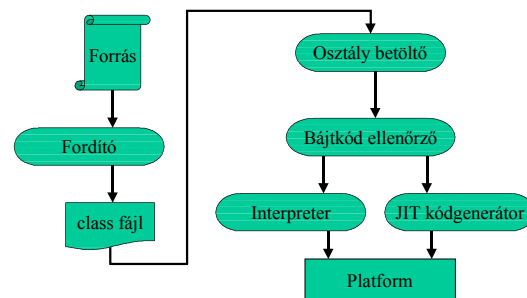 Forrás
Fordító
class fájl
Osztály betöltő
Bájtkód ellenőrző
Interpreter
JIT kódgenerátor
Platform